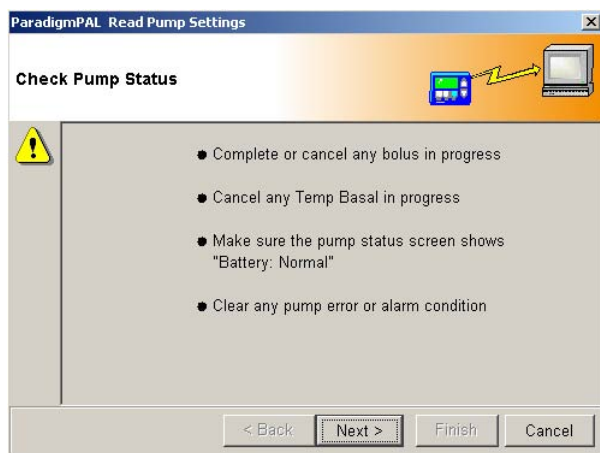 ParadigmPAL Read Pump Settings
Check Pump Status
Complete or cancel any bolus in progress
Cancel any Temp Basal in progress
Make sure the pump status screen shows
"Battery: Normal"
Clear any pump error or alarm condition
< Back Next > Finish Cancel